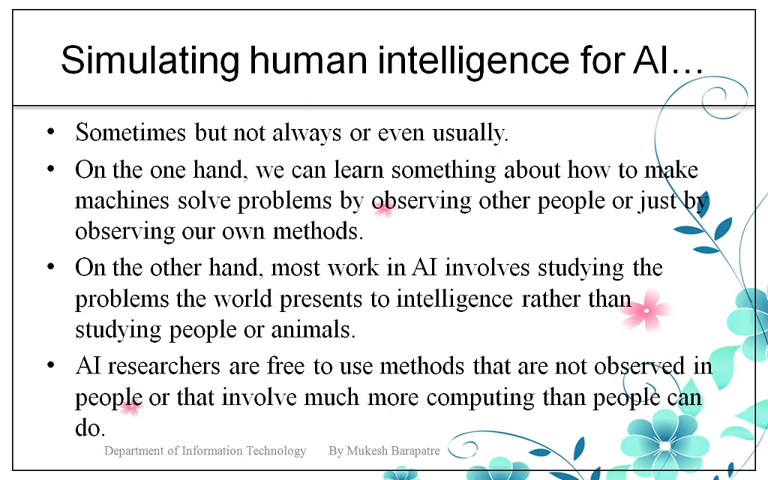 Simulating human intelligence for AI…
• Sometimes but not always or even usually.
• On the one hand, we can learn something about how to make
machines solve problems by observing other people or just by
observing our own methods.
• On the other hand, most work in AI involves studying the
problems the world presents to intelligence rather than
studying people or animals.
• AI researchers are free to use methods that are not observed in
people or that involve much more computing than people can
do.
Department of Information Technology By Mukesh Barapatre